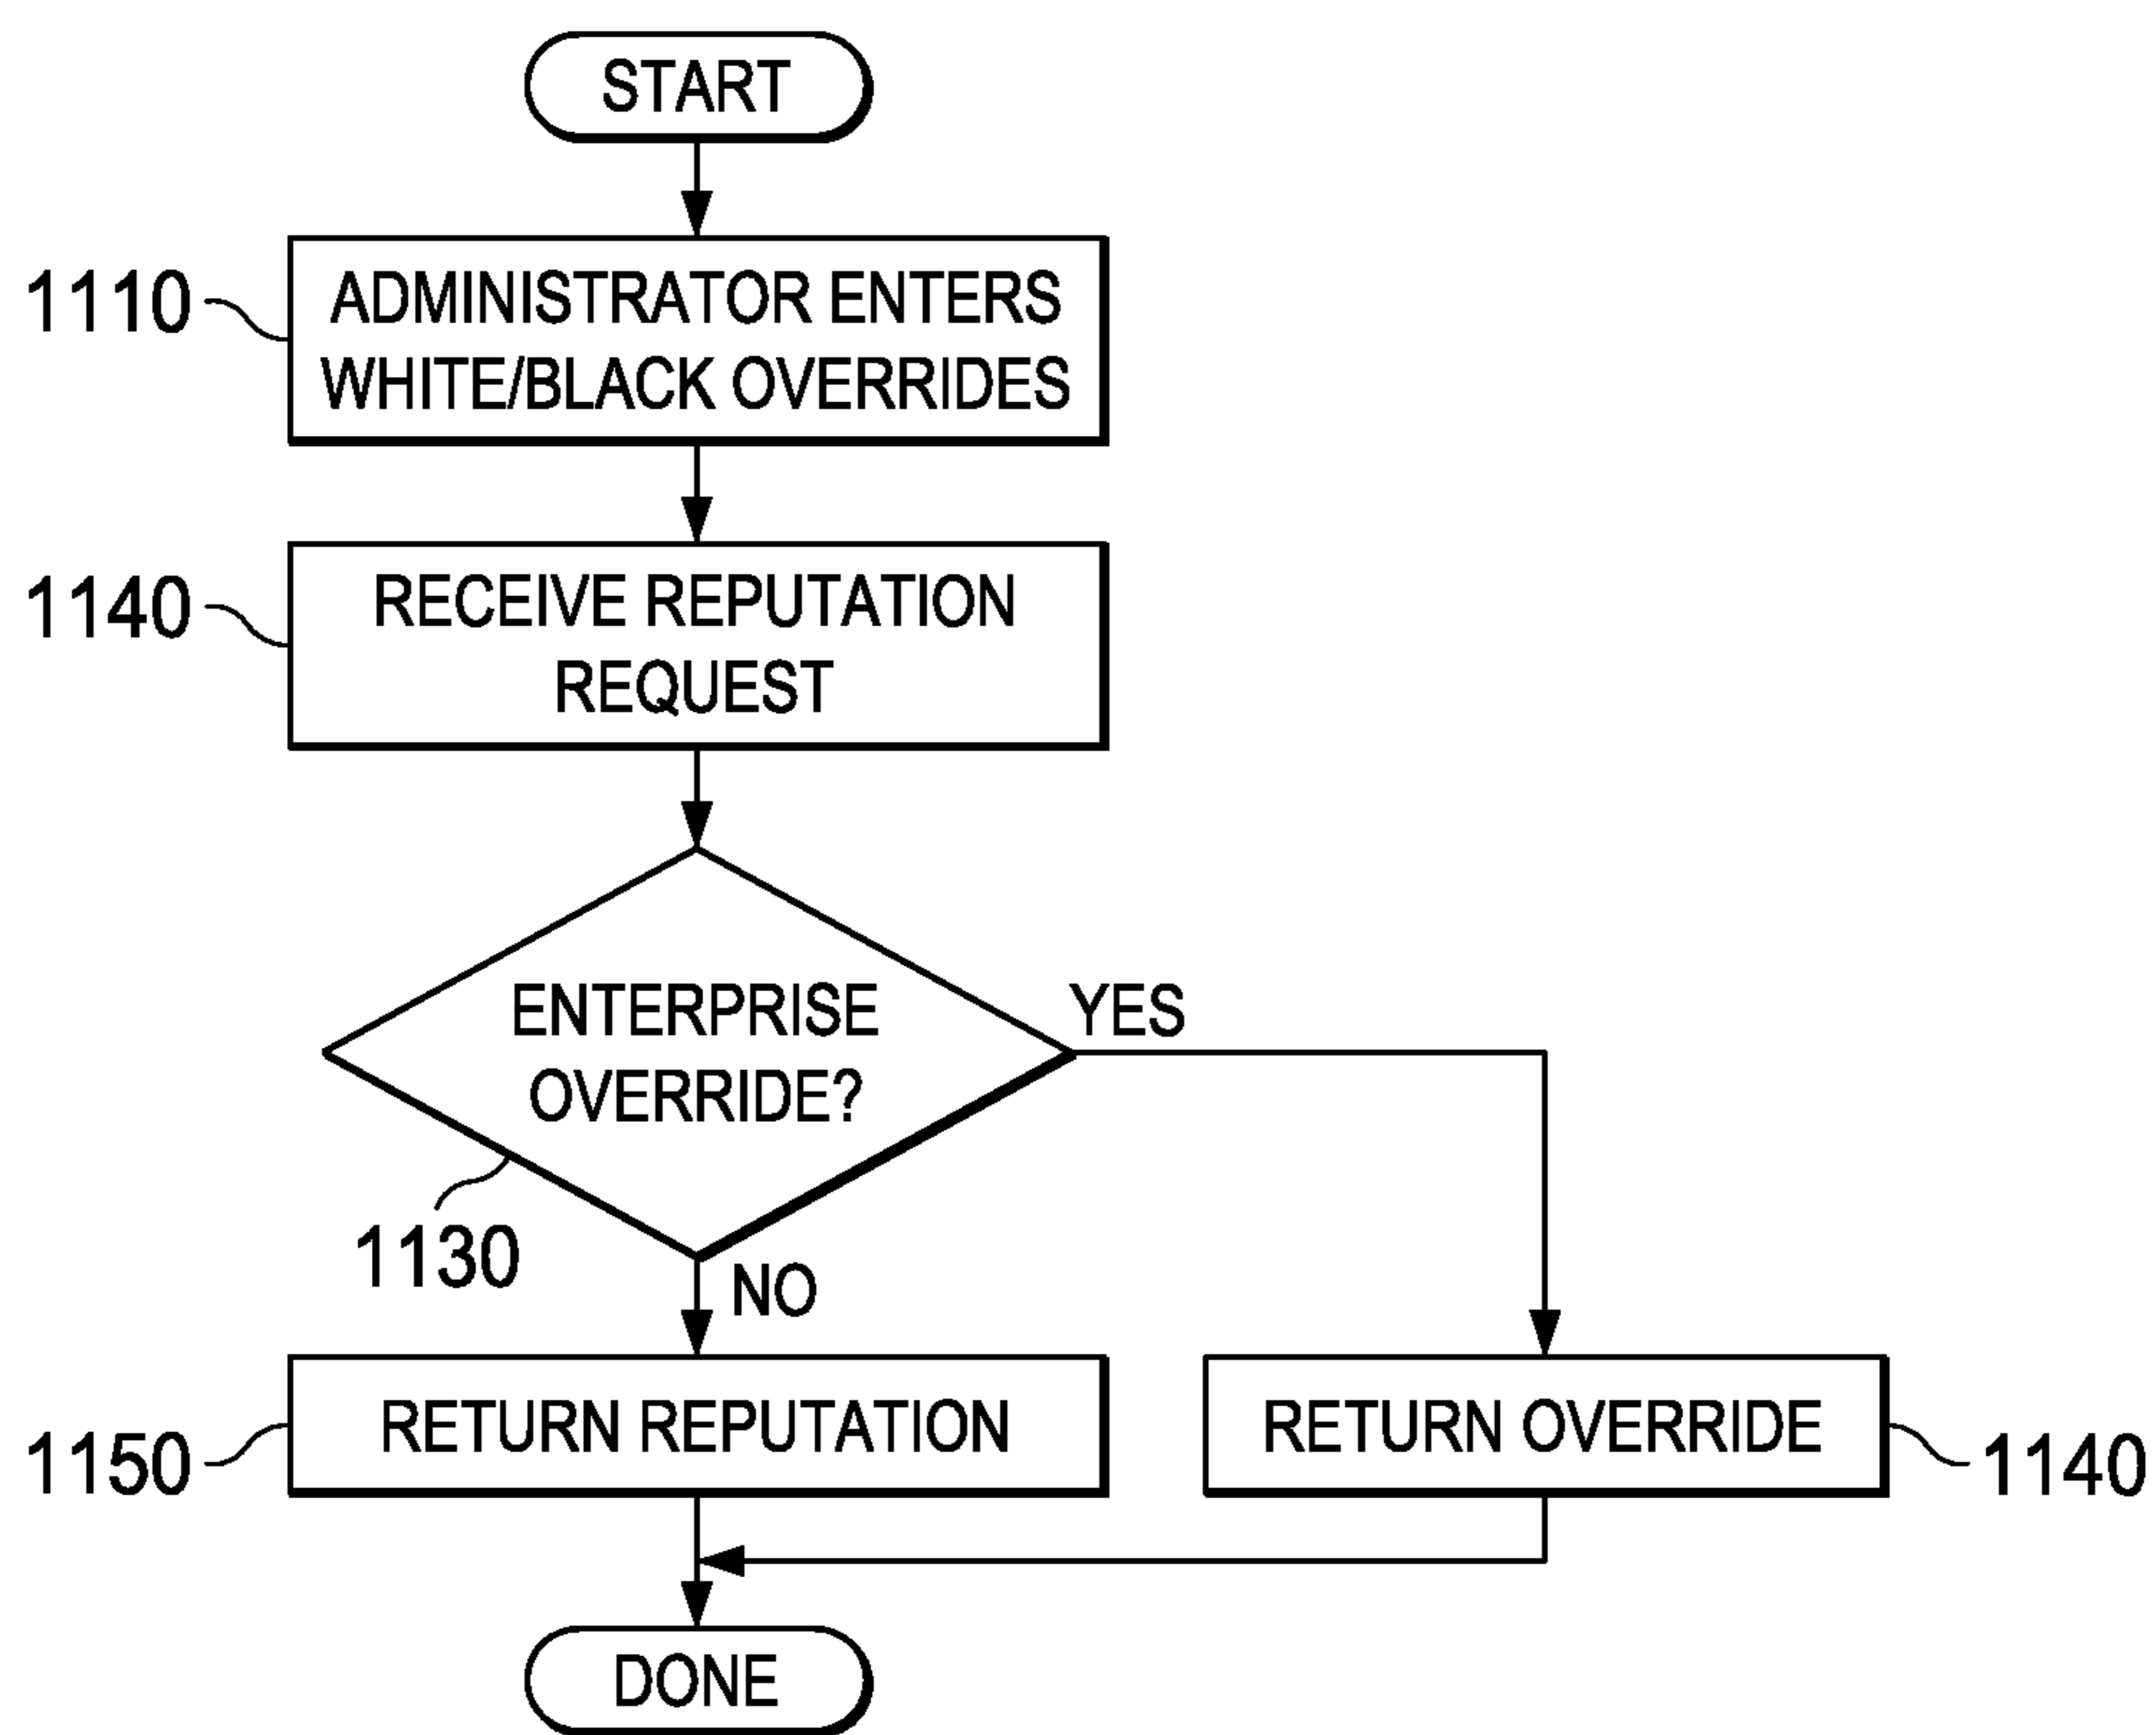 START
1110
ADMINISTRATOR ENTERS
WHITE/BLACK OVERRIDES
1140
RECEIVE REPUTATION
REQUEST
ENTERPRISE
OVERRIDE?
YES
1130
NO
1150
RETURN REPUTATION
RETURN OVERRIDE
1140
DONE